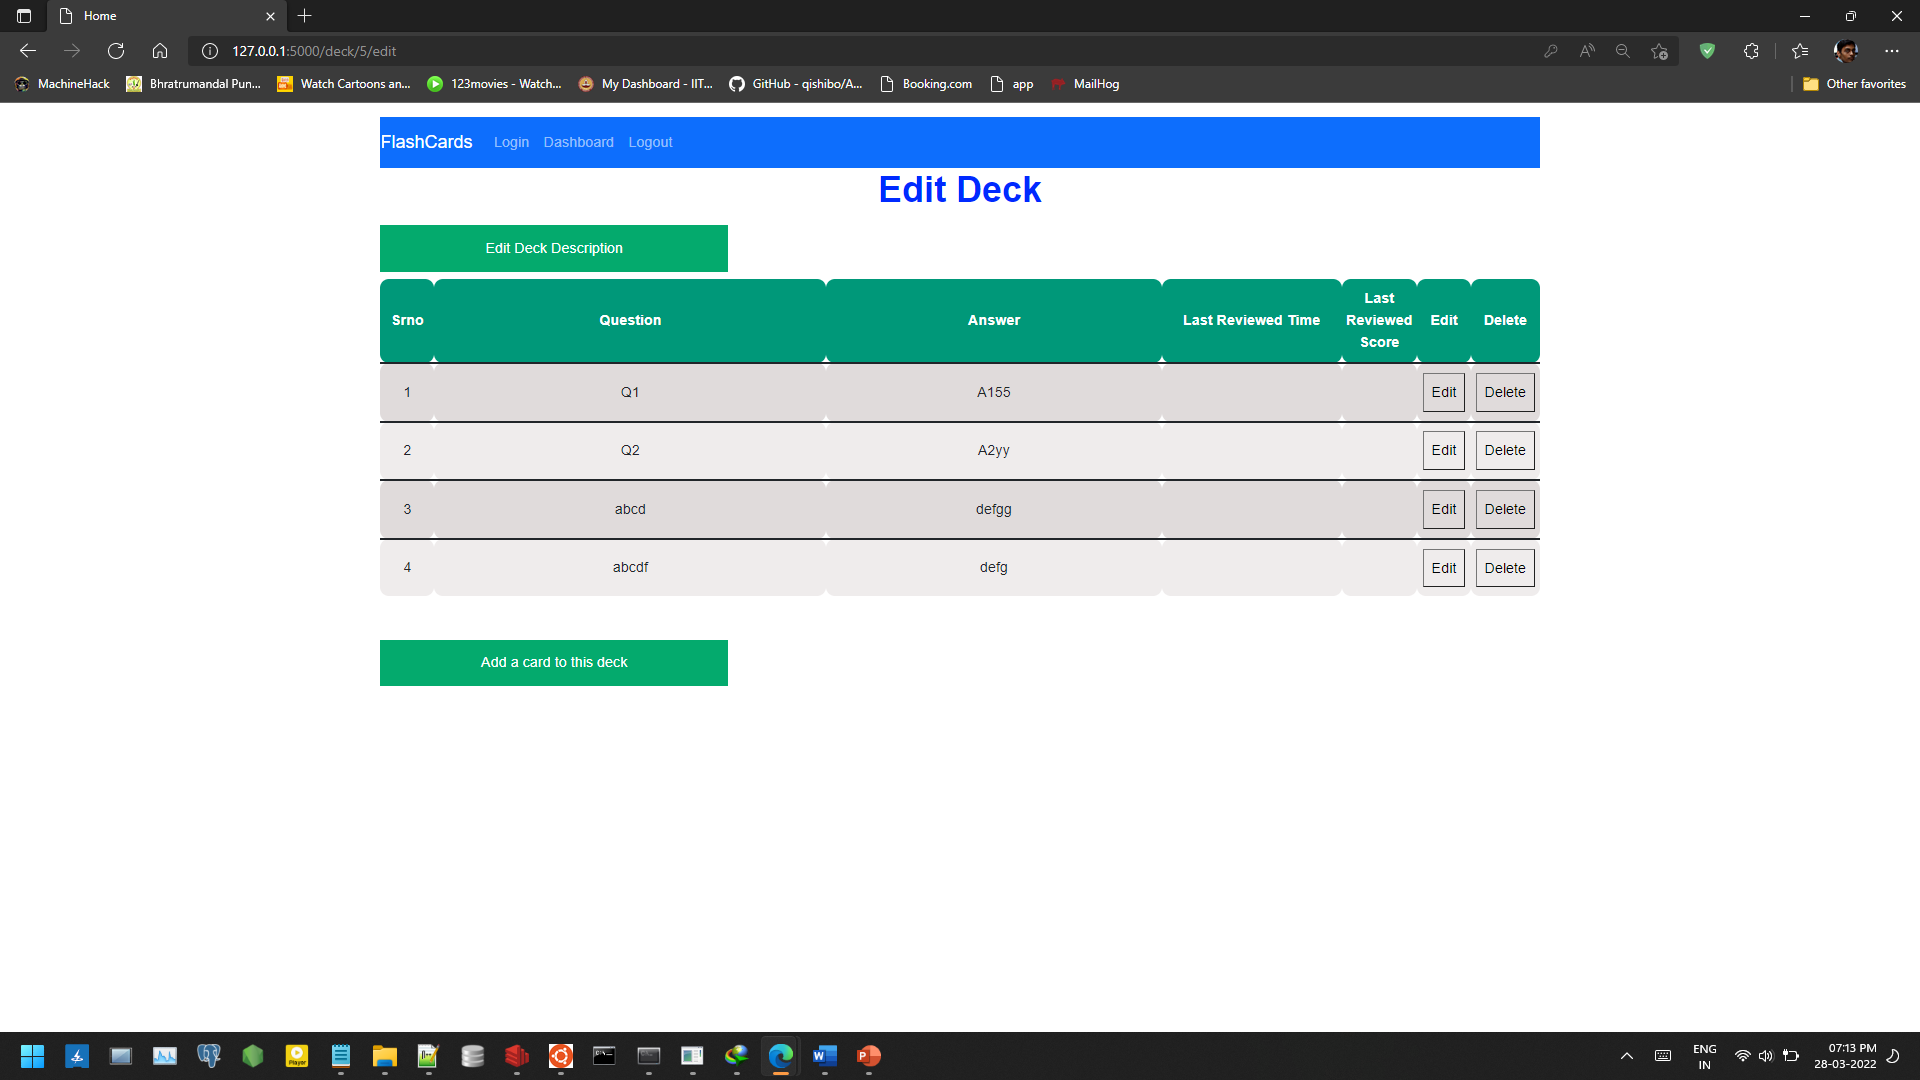 Home
127.0.0.1:5000/deck/5/edit
MachineHack Bhratrumandal Pun... Watch Cartoons an... 123movies - Watch... My Dashboard - IIT... GitHub - qishibo/A... Booking.com app MailHog Other favorites
FlashCards Login Dashboard Logout
Edit Deck
Edit Deck Description
Srno Question Answer Last Reviewed Time Last Reviewed Score Edit Delete
1 Q1 A155 Edit Delete
2 Q2 A2yy Edit Delete
3 abcd defgg Edit Delete
4 abcdf defg Edit Delete
Add a card to this deck
ENG 07:13 PM
IN 28-03-2022